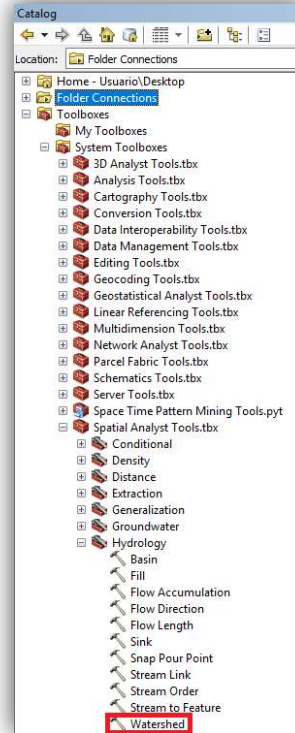 Catalog
Location: Folder Connections
Home - Usuario\Desktop
Folder Connections
Toolboxes
My Toolboxes
System Toolboxes
3D Analyst Tools.tbx
Analysis Tools.tbx
Cartography Tools.tbx
Conversion Tools.tbx
Data Interoperability Tools.tbx
Data Management Tools.tbx
Editing Tools.tbx
Geocoding Tools.tbx
Geostatistical Analyst Tools.tbx
Linear Referencing Tools.tbx
Multidimension Tools.tbx
Network Analyst Tools.tbx
Parcel Fabric Tools.tbx
Schematics Tools.tbx
Server Tools.tbx
Space Time Pattern Mining Tools.pyt
Spatial Analyst Tools.tbx
Conditional
Density
Distance
Extraction
Generalization
Groundwater
Hydrology
Basin
Fill
Flow Accumulation
Flow Direction
Flow Length
Sink
Snap Pour Point
Stream Link
Stream Order
Stream to Feature
Watershed